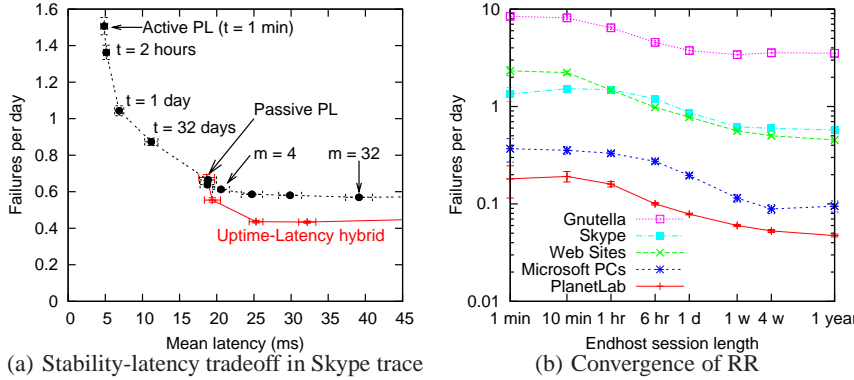 1.6
1.4
1.2
1
0.8
0.6
0.4
0.2
0
Failures per day
0 5 10 15 20 25 30 35 40 45
Mean latency (ms)
Active PL (t = 1 min)
t = 2 hours
t = 1 day
t = 32 days
Passive PL
m = 4
m = 32
Uptime-Latency hybrid
(a) Stability-latency tradeoff in Skype trace
10
1
0.1
0.01
Failures per day
Gnutella
Skype
Web Sites
Microsoft PCs
PlanetLab
1 min 10 min 1 hr 6 hr 1 d 1 w 4 w 1 year
Endhost session length
(b) Convergence of RR